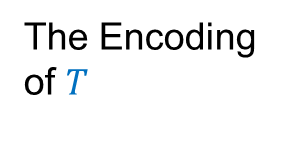 The Encoding
of T